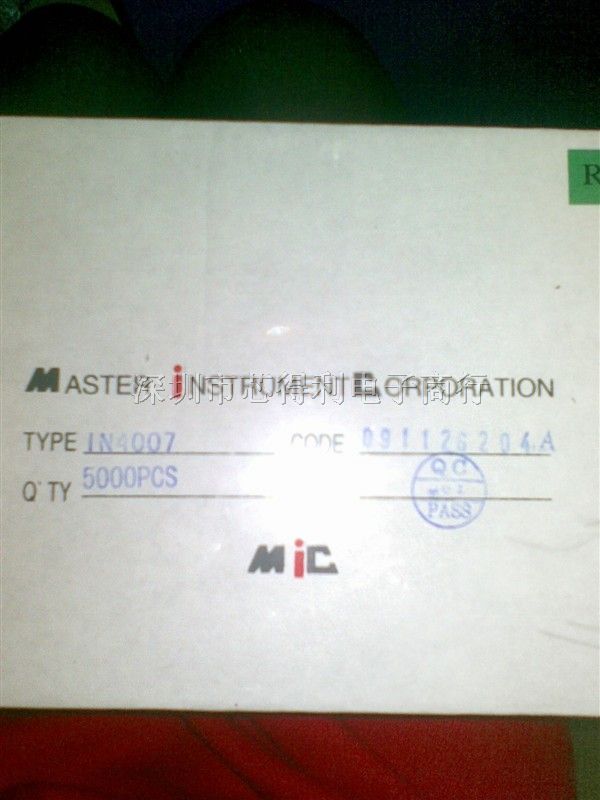 R
MASTER INSTRUMENT CORPORATION
深圳市芯得利电子商行
TYPE 1N4007 CODE 091126204.A
Q'TY 5000PCS
QC
PASS
MiC